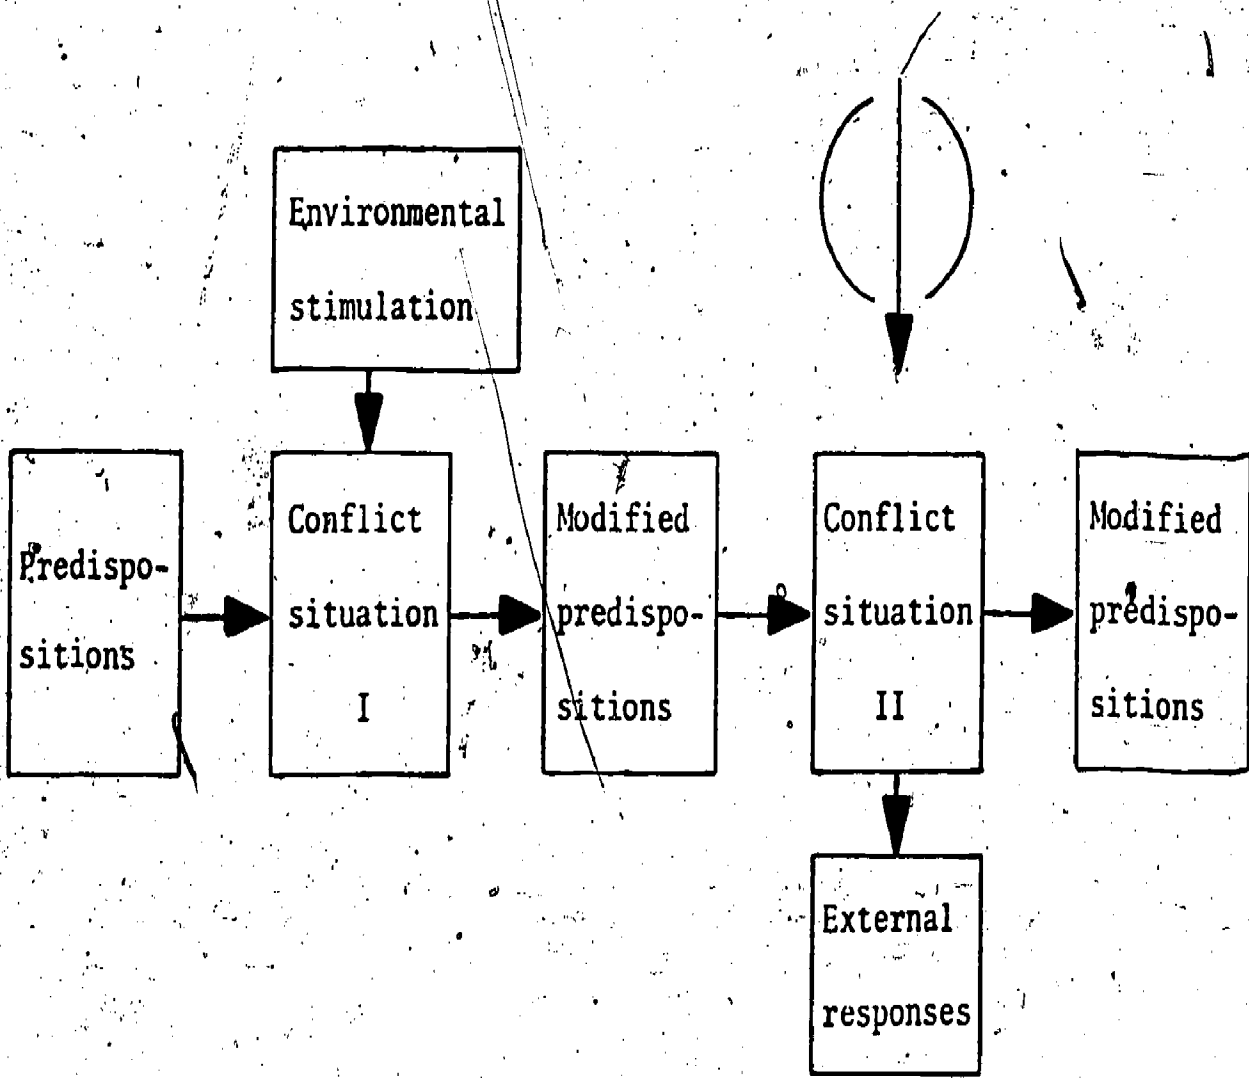 Environmental
stimulation
Predispo-
sitions
Conflict
situation
I
Modified
predispo-
sitions
Conflict
situation
II
Modified
predispo-
sitions
External
responses